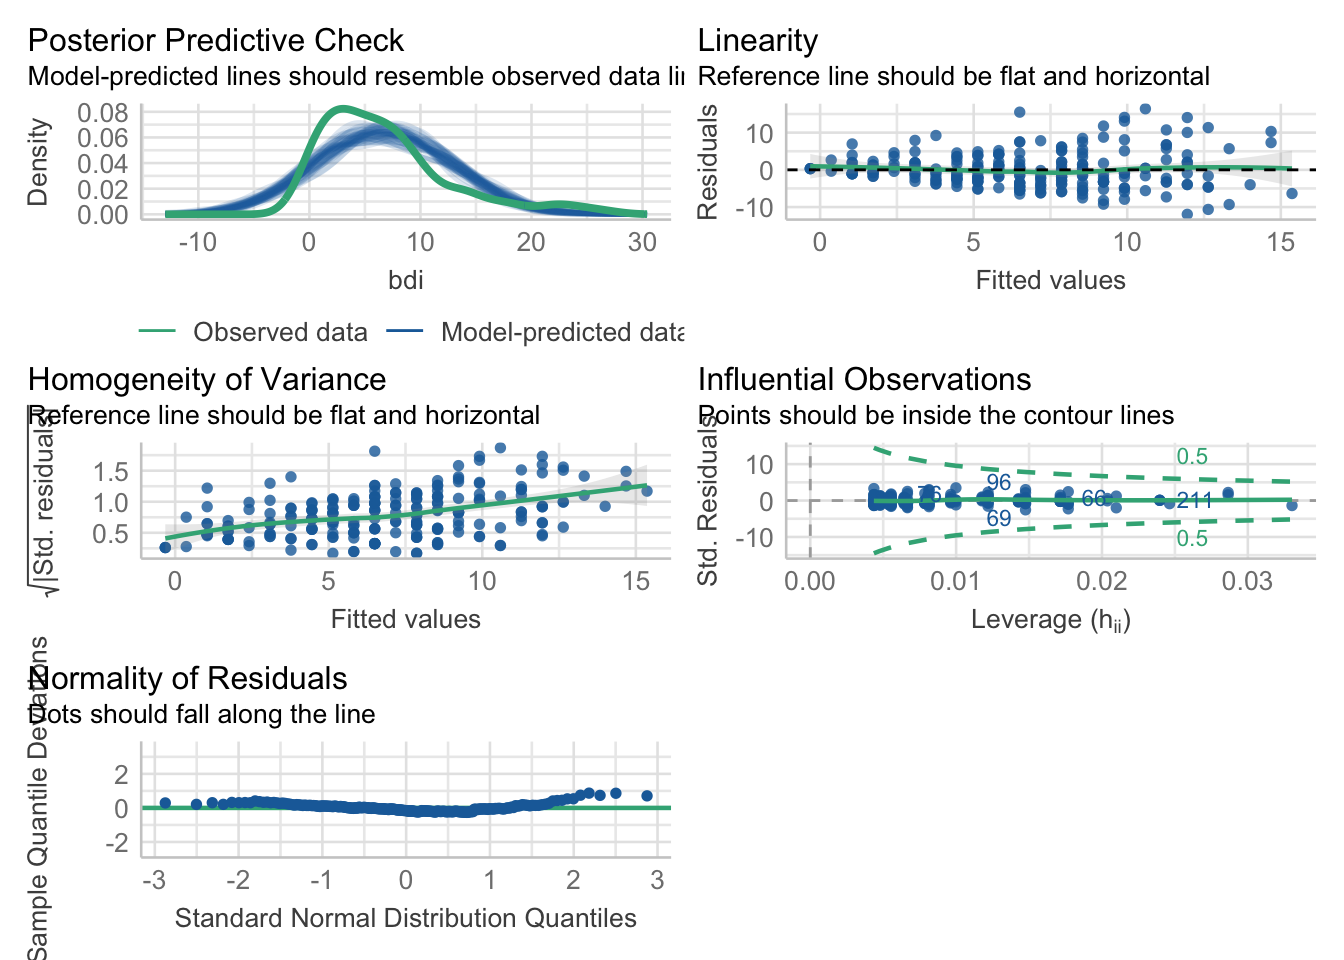 Posterior Predictive Check
Model-predicted lines should resemble observed data li
Density
0.08
0.06
0.04
0.02
0.00
-10 0 10 20 30
bdi
Observed data Model-predicted data
Linearity
Reference line should be flat and horizontal
Residuals
10
0
-10
0 5 10 15
Fitted values
Homogeneity of Variance
Reference line should be flat and horizontal
√|Std. residuals|
1.5
1.0
0.5
0 5 10 15
Fitted values
Influential Observations
Points should be inside the contour lines
Std. Residuals
10
0
-10
0.5
96
76
66
211
69
0.5
0.00 0.01 0.02 0.03
Leverage (hii)
Normality of Residuals
Dots should fall along the line
Sample Quantile Deviations
2
0
-2
-3 -2 -1 0 1 2 3
Standard Normal Distribution Quantiles